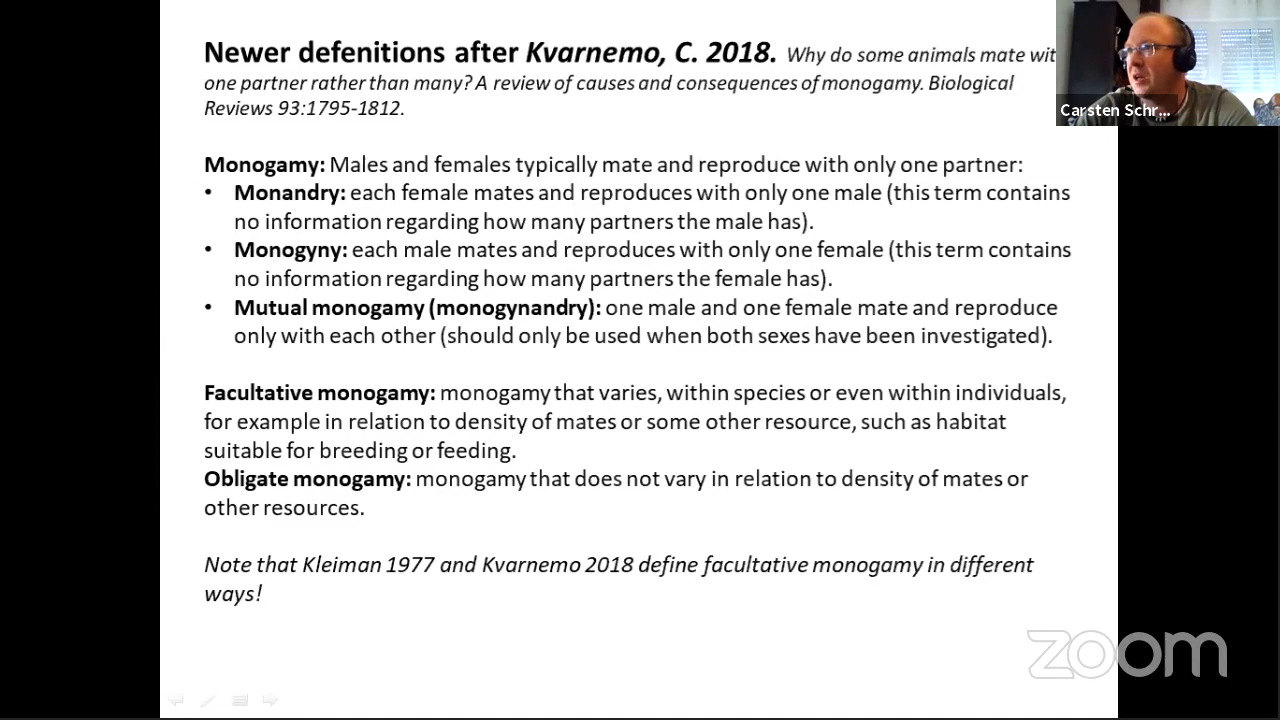 Newer defenitions after Kvarnemo, C. 2018. Why do some animals mate wit
one partner rather than many? A review of causes and consequences of monogamy. Biological
Reviews 93:1795-1812.
Carsten Schr...
Monogamy: Males and females typically mate and reproduce with only one partner:
• Monandry: each female mates and reproduces with only one male (this term contains
no information regarding how many partners the male has).
• Monogyny: each male mates and reproduces with only one female (this term contains
no information regarding how many partners the female has).
• Mutual monogamy (monogynandry): one male and one female mate and reproduce
only with each other (should only be used when both sexes have been investigated).
Facultative monogamy: monogamy that varies, within species or even within individuals,
for example in relation to density of mates or some other resource, such as habitat
suitable for breeding or feeding.
Obligate monogamy: monogamy that does not vary in relation to density of mates or
other resources.
Note that Kleiman 1977 and Kvarnemo 2018 define facultative monogamy in different
ways!
zoom